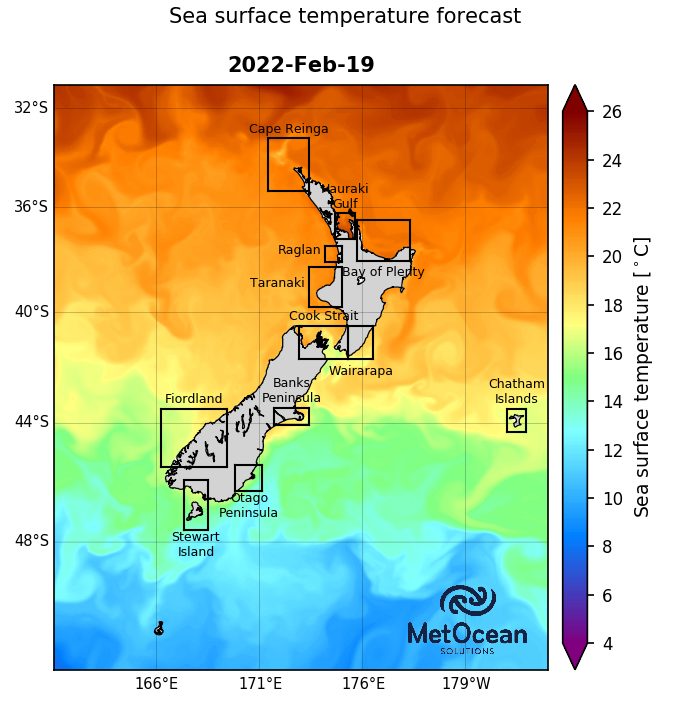 Sea surface temperature forecast
2022-Feb-19
32°S
36°S
40°S
44°S
48°S
166°E
171°E
176°E
179°W
Cape Reinga
Hauraki
Gulf
Raglan
Bay of Plenty
Taranaki
Cook Strait
Wairarapa
Banks
Peninsula
Fiordland
Chatham
Islands
Otago
Peninsula
Stewart
Island
MetOcean
SOLUTIONS
26
24
22
20
18
16
14
12
10
8
6
4
Sea surface temperature [°C]